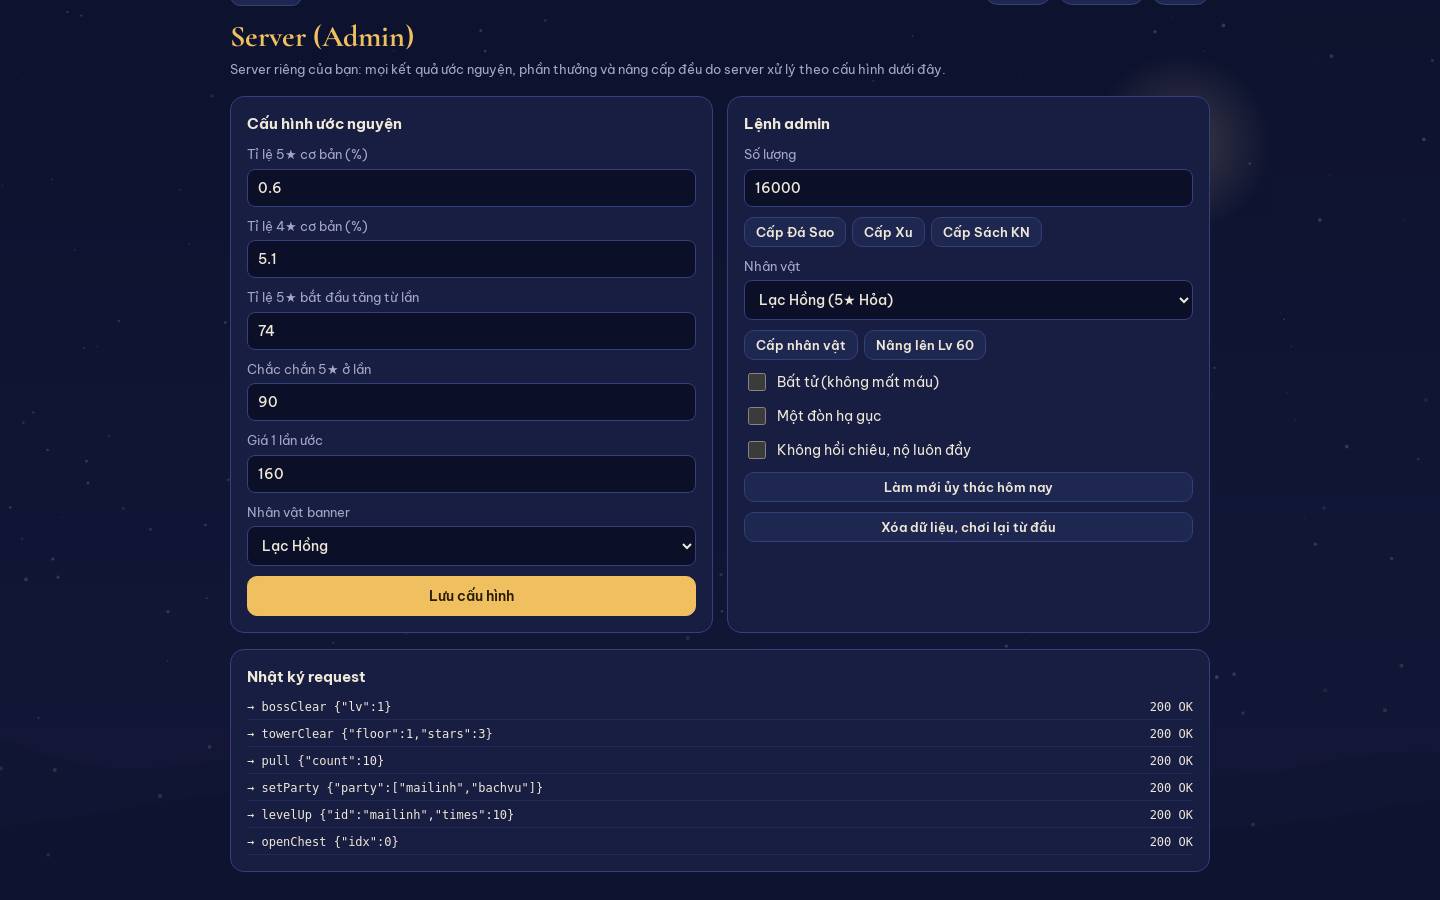 Server (Admin)
Server riêng của bạn: mọi kết quả ước nguyện, phần thưởng và nâng cấp đều do server xử lý theo cấu hình dưới đây.
Cấu hình ước nguyện
Tỉ lệ 5★ cơ bản (%)
0.6
Tỉ lệ 4★ cơ bản (%)
5.1
Tỉ lệ 5★ bắt đầu tăng từ lần
74
Chắc chắn 5★ ở lần
90
Giá 1 lần ước
160
Nhân vật banner
Lạc Hồng
Lưu cấu hình
Lệnh admin
Số lượng
16000
Cấp Đá Sao Cấp Xu Cấp Sách KN
Nhân vật
Lạc Hồng (5★ Hỏa)
Cấp nhân vật Nâng lên Lv 60
Bất tử (không mất máu)
Một đòn hạ gục
Không hồi chiêu, nộ luôn đầy
Làm mới ủy thác hôm nay
Xóa dữ liệu, chơi lại từ đầu
Nhật ký request
→ bossClear {"lv":1} 200 OK
→ towerClear {"floor":1,"stars":3} 200 OK
→ pull {"count":10} 200 OK
→ setParty {"party":["mailinh","bachvu"]} 200 OK
→ levelUp {"id":"mailinh","times":10} 200 OK
→ openChest {"idx":0} 200 OK